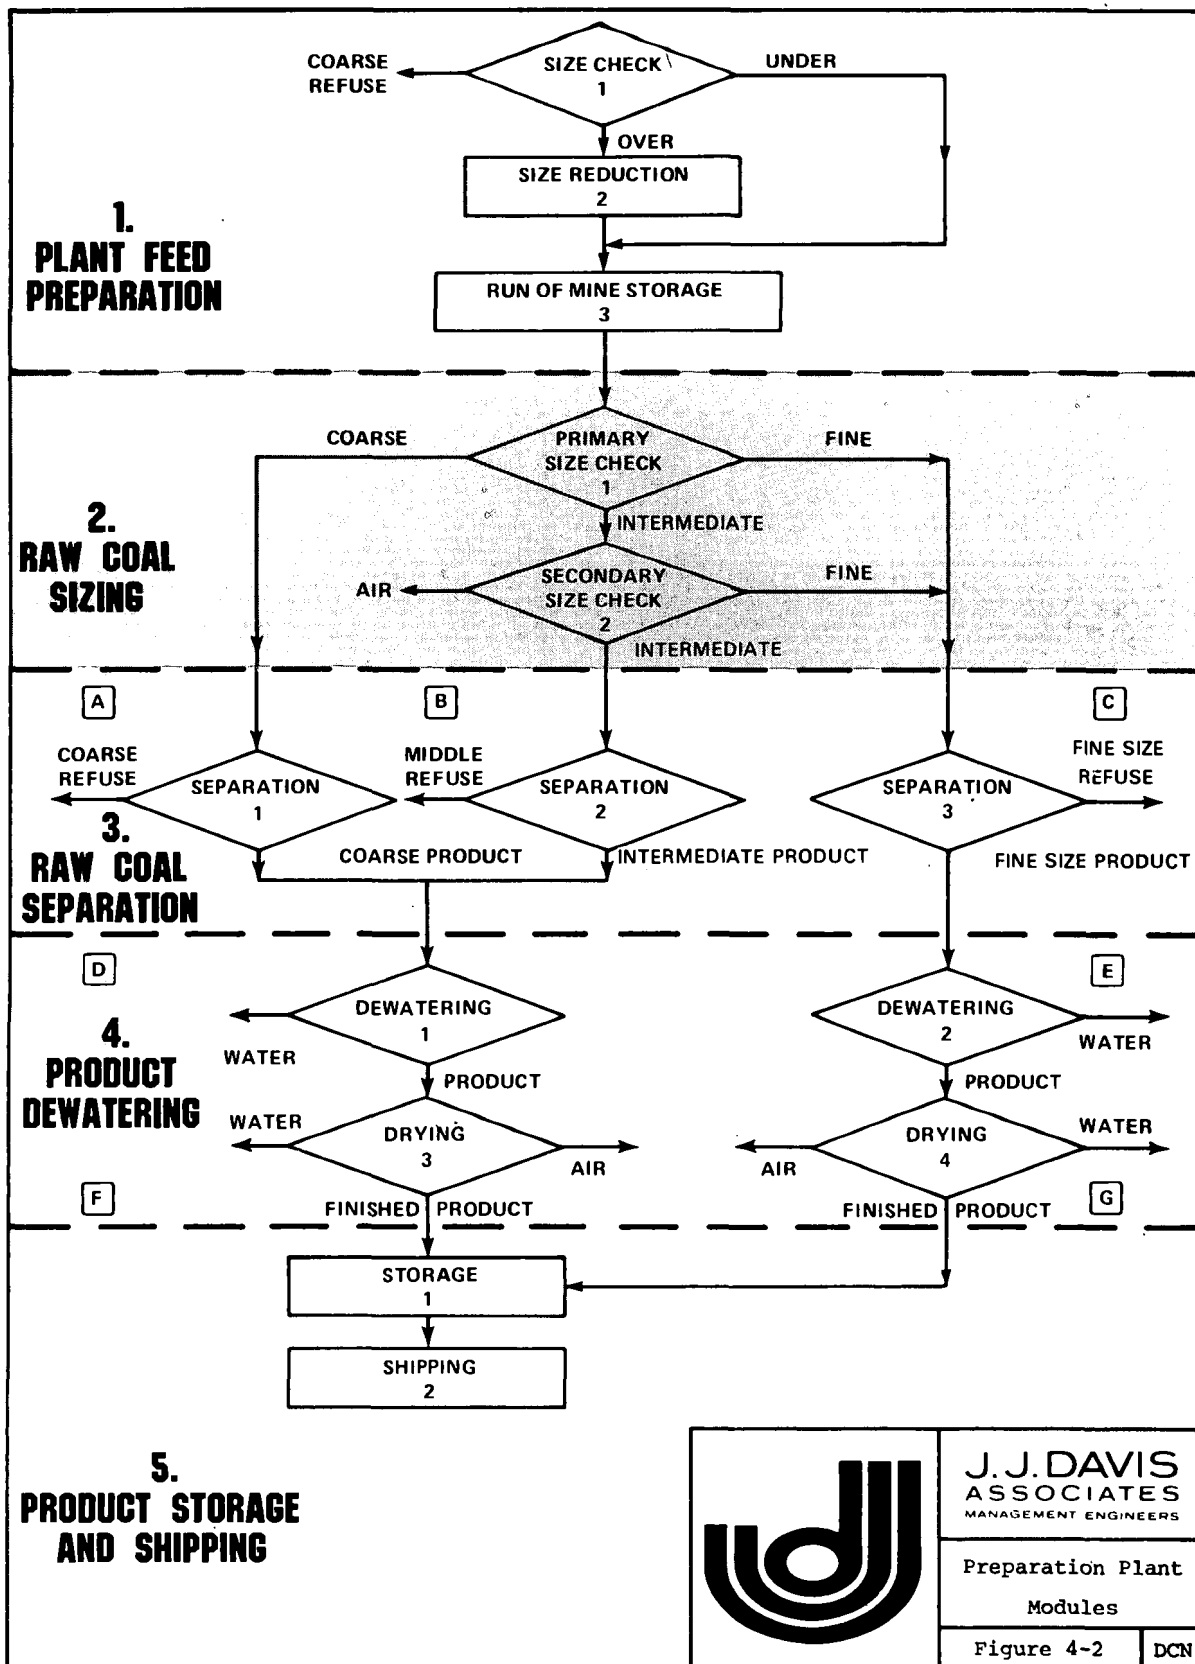 COARSE
REFUSE
SIZE CHECK
1
UNDER
OVER
SIZE REDUCTION
2
1.
PLANT FEED
PREPARATION
RUN OF MINE STORAGE
3
COARSE
PRIMARY
SIZE CHECK
1
FINE
INTERMEDIATE
2.
RAW COAL
SIZING
AIR
SECONDARY
SIZE CHECK
2
FINE
INTERMEDIATE
A
B
C
COARSE
REFUSE
SEPARATION
1
MIDDLE
REFUSE
SEPARATION
2
SEPARATION
3
FINE SIZE
REFUSE
3.
RAW COAL
SEPARATION
COARSE PRODUCT
INTERMEDIATE PRODUCT
FINE SIZE PRODUCT
D
E
4.
PRODUCT
DEWATERING
DEWATERING
1
WATER
PRODUCT
DEWATERING
2
WATER
PRODUCT
WATER
DRYING
3
AIR
AIR
DRYING
4
WATER
F
FINISHED PRODUCT
FINISHED PRODUCT
G
STORAGE
1
SHIPPING
2
5.
PRODUCT STORAGE
AND SHIPPING
J.J. DAVIS
ASSOCIATES
MANAGEMENT ENGINEERS
Preparation Plant
Modules
Figure 4-2
DCN